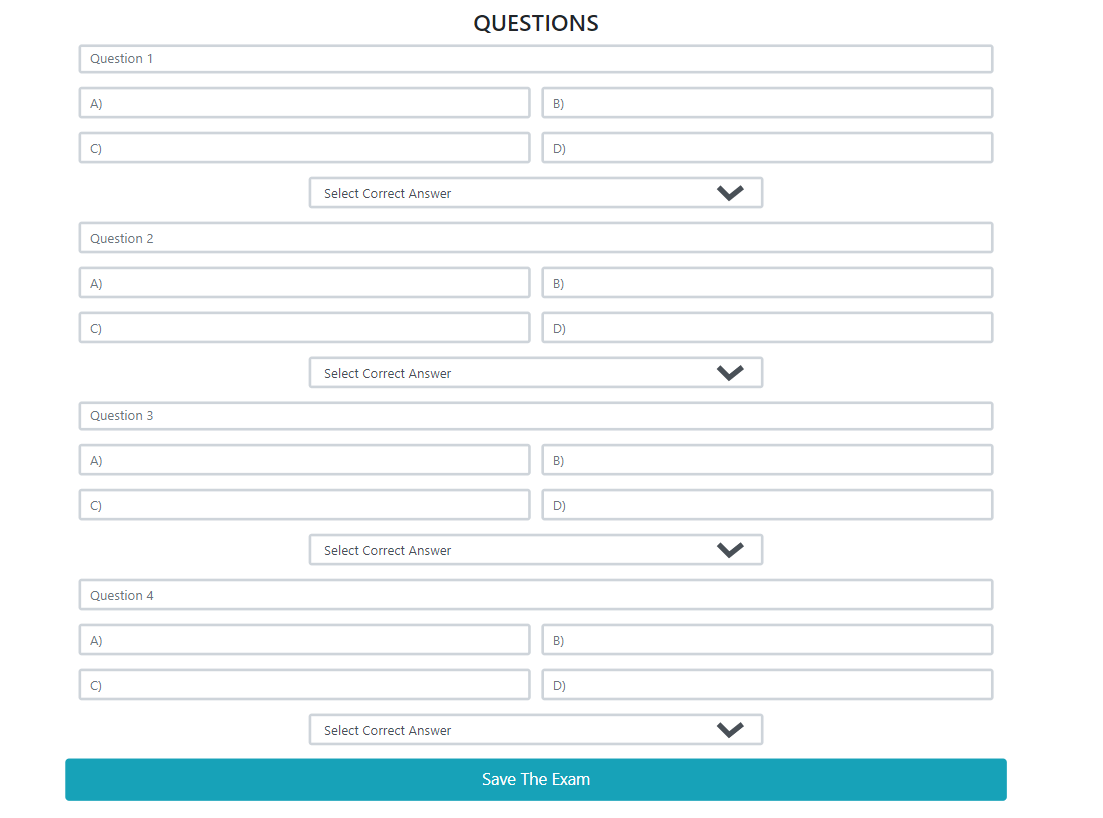 QUESTIONS
Question 1
A) B)
C) D)
Select Correct Answer
Question 2
A) B)
C) D)
Select Correct Answer
Question 3
A) B)
C) D)
Select Correct Answer
Question 4
A) B)
C) D)
Select Correct Answer
Save The Exam